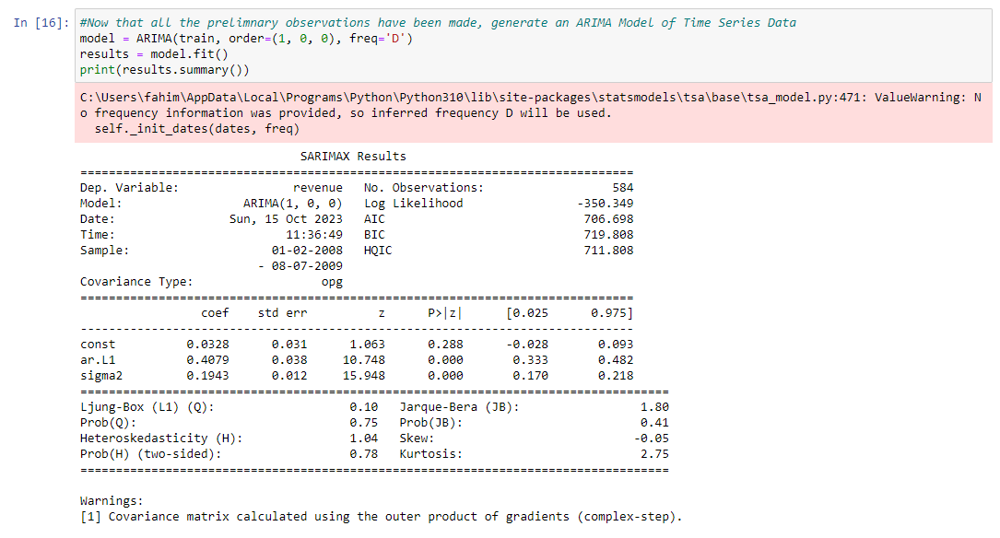 In [16]: #Now that all the prelimnary observations have been made, generate an ARIMA Model of Time Series Data
model = ARIMA(train, order=(1, 0, 0), freq='D')
results = model.fit()
print(results.summary())
C:\Users\fahim\AppData\Local\Programs\Python\Python310\lib\site-packages\statsmodels\tsa\base\tsa_model.py:471: ValueWarning: N
o frequency information was provided, so inferred frequency D will be used.
  self._init_dates(dates, freq)
                               SARIMAX Results
==============================================================================
Dep. Variable:                revenue   No. Observations:                  584
Model:                 ARIMA(1, 0, 0)   Log Likelihood                -350.349
Date:                Sun, 15 Oct 2023   AIC                            706.698
Time:                        11:36:49   BIC                            719.808
Sample:                    01-02-2008   HQIC                           711.808
                         - 08-07-2009
Covariance Type:                  opg
==============================================================================
                 coef    std err          z      P>|z|      [0.025      0.975]
------------------------------------------------------------------------------
const          0.0328      0.031      1.063      0.288      -0.028       0.093
ar.L1          0.4079      0.038     10.748      0.000       0.333       0.482
sigma2         0.1943      0.012     15.948      0.000       0.170       0.218
===================================================================================
Ljung-Box (L1) (Q):                   0.10   Jarque-Bera (JB):                 1.80
Prob(Q):                              0.75   Prob(JB):                         0.41
Heteroskedasticity (H):               1.04   Skew:                            -0.05
Prob(H) (two-sided):                  0.78   Kurtosis:                         2.75
===================================================================================
Warnings:
[1] Covariance matrix calculated using the outer product of gradients (complex-step).